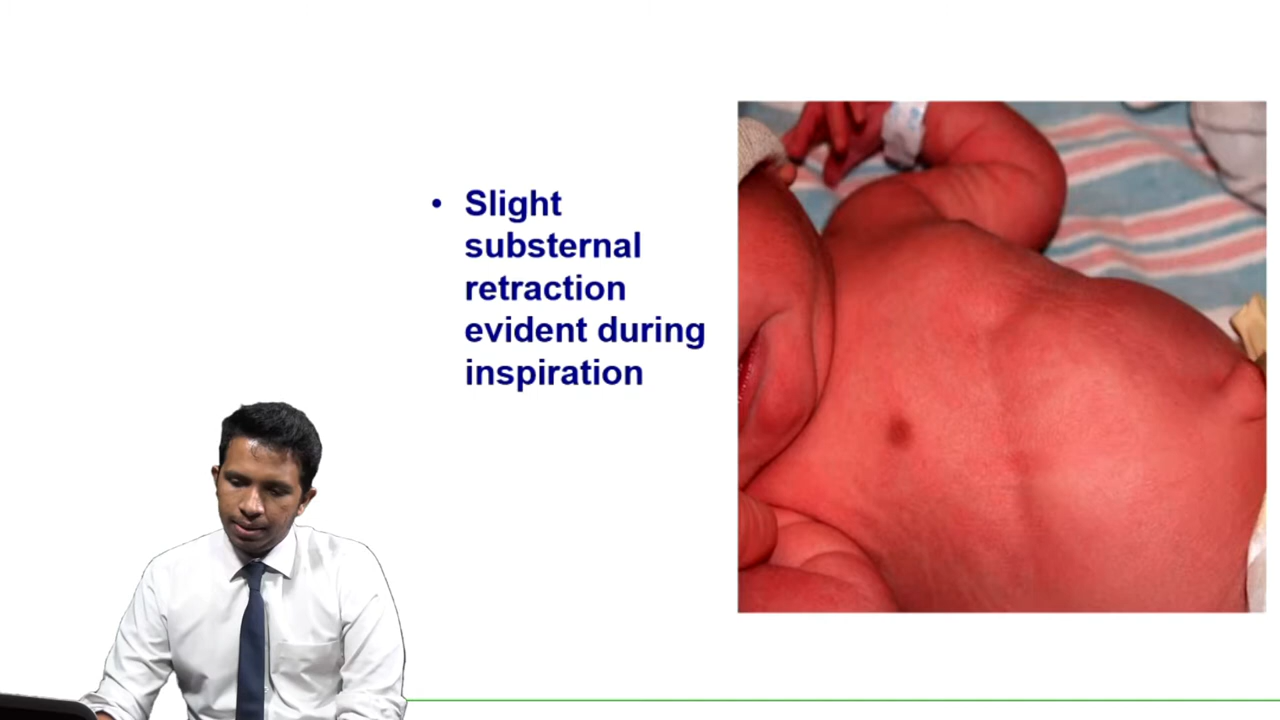 • Slight
substernal
retraction
evident during
inspiration